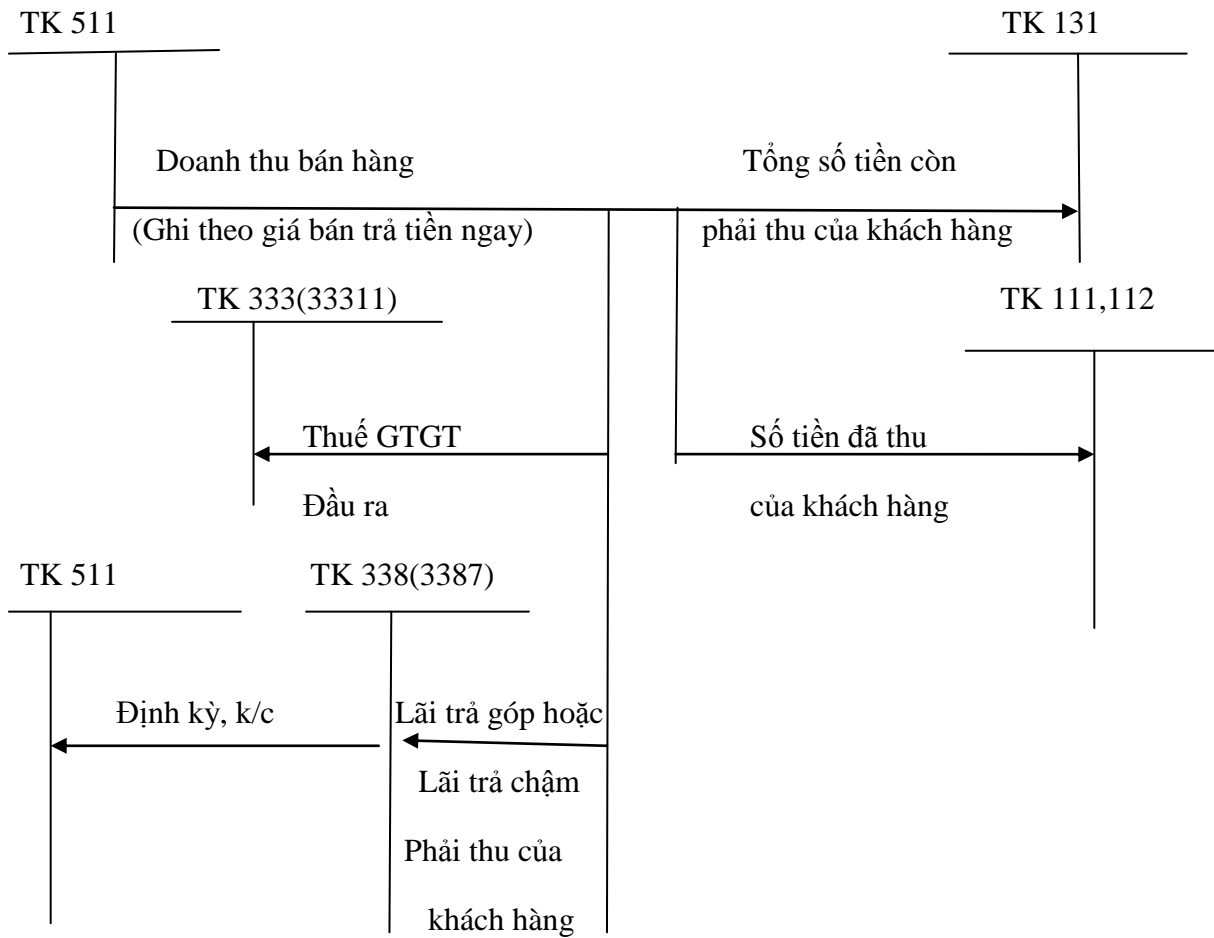 TK 511
TK 131
Doanh thu bán hàng
Tổng số tiền còn
(Ghi theo giá bán trả tiền ngay)
phải thu của khách hàng
TK 333(33311)
TK 111,112
Thuế GTGT
Số tiền đã thu
Đầu ra
của khách hàng
TK 511
TK 338(3387)
Định kỳ, k/c
Lãi trả góp hoặc
Lãi trả chậm
Phải thu của
khách hàng